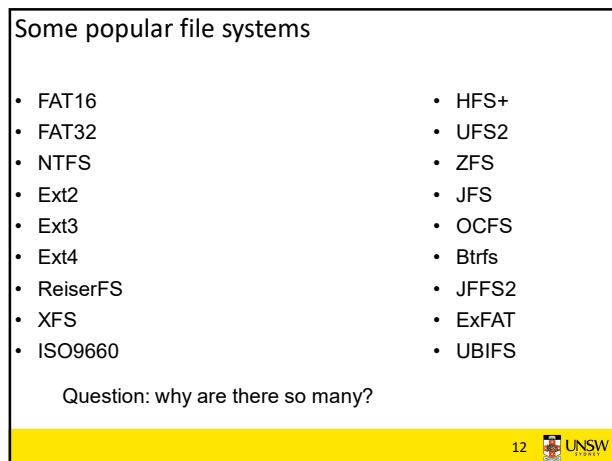 Some popular file systems
• FAT16
• FAT32
• NTFS
• Ext2
• Ext3
• Ext4
• ReiserFS
• XFS
• ISO9660
• HFS+
• UFS2
• ZFS
• JFS
• OCFS
• Btrfs
• JFFS2
• ExFAT
• UBIFS
Question: why are there so many?
12
UNSW
SYDNEY